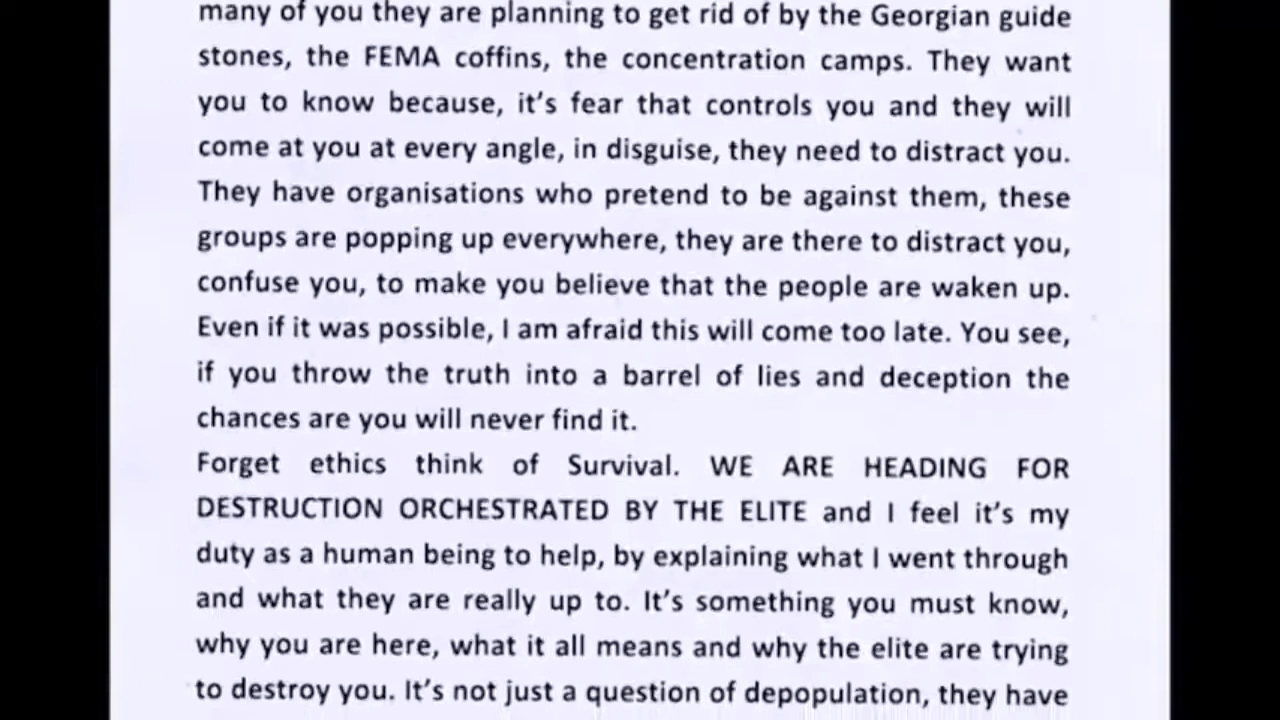 many of you they are planning to get rid of by the Georgian guide
stones, the FEMA coffins, the concentration camps. They want
you to know because, it's fear that controls you and they will
come at you at every angle, in disguise, they need to distract you.
They have organisations who pretend to be against them, these
groups are popping up everywhere, they are there to distract you,
confuse you, to make you believe that the people are waken up.
Even if it was possible, I am afraid this will come too late. You see,
if you throw the truth into a barrel of lies and deception the
chances are you will never find it.
Forget ethics think of Survival. WE ARE HEADING FOR
DESTRUCTION ORCHESTRATED BY THE ELITE and I feel it's my
duty as a human being to help, by explaining what I went through
and what they are really up to. It's something you must know,
why you are here, what it all means and why the elite are trying
to destroy you. It's not just a question of depopulation, they have